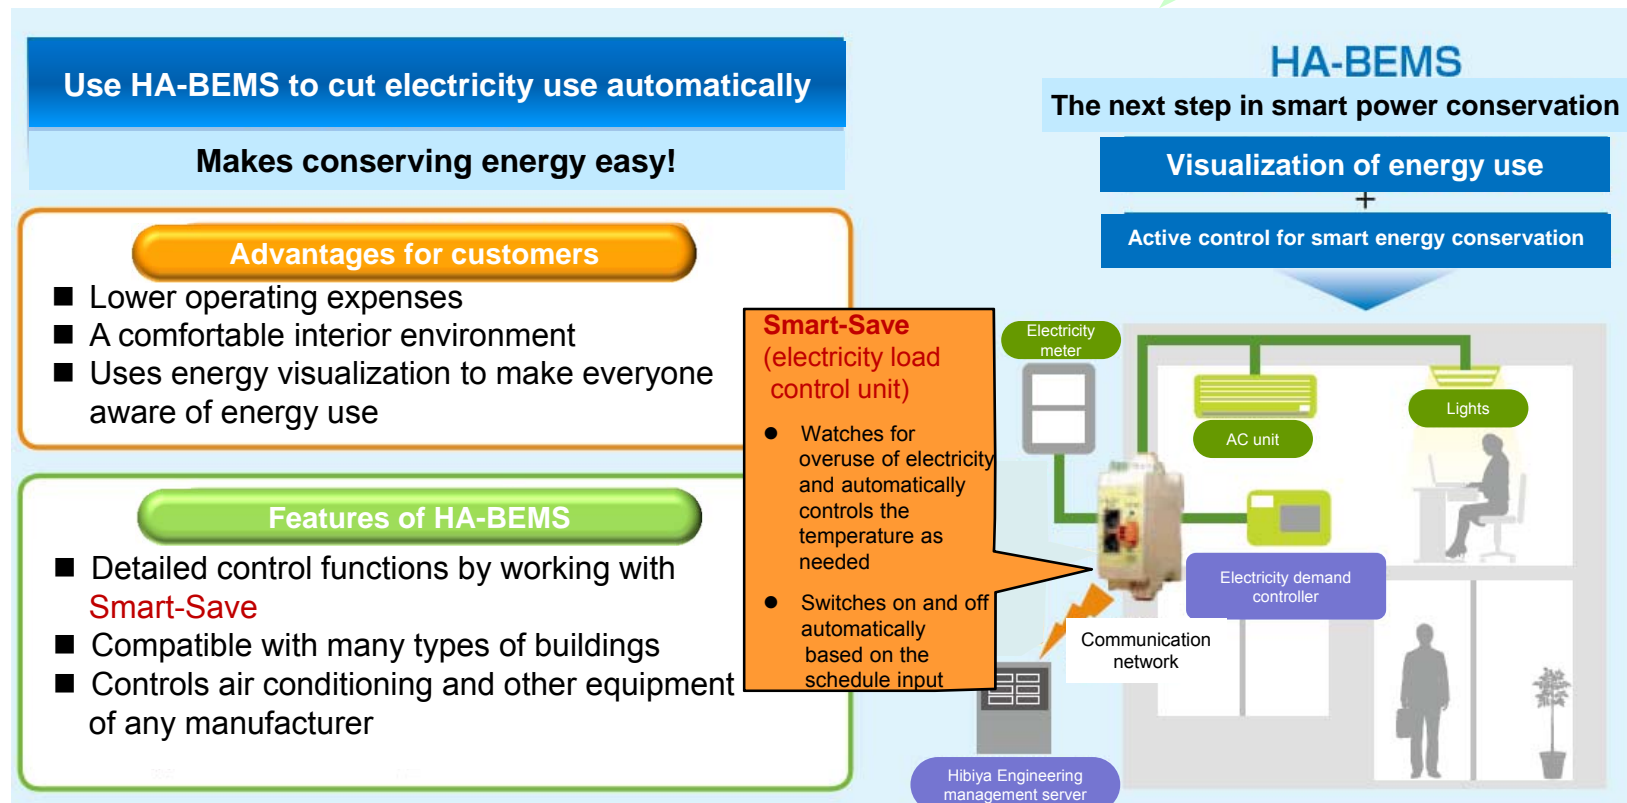 Use HA-BEMS to cut electricity use automatically
Makes conserving energy easy!
Advantages for customers
■ Lower operating expenses
■ A comfortable interior environment
■ Uses energy visualization to make everyone
aware of energy use
Features of HA-BEMS
■ Detailed control functions by working with
Smart-Save
■ Compatible with many types of buildings
■ Controls air conditioning and other equipment
of any manufacturer
Smart-Save
(electricity load
control unit)
● Watches for
overuse of electricity
and automatically
controls the
temperature as
needed
● Switches on and off
automatically
based on the
schedule input
HA-BEMS
The next step in smart power conservation
Visualization of energy use
+
Active control for smart energy conservation
Electricity
meter
AC unit
Lights
Electricity demand
controller
Communication
network
Hibiya Engineering
management server